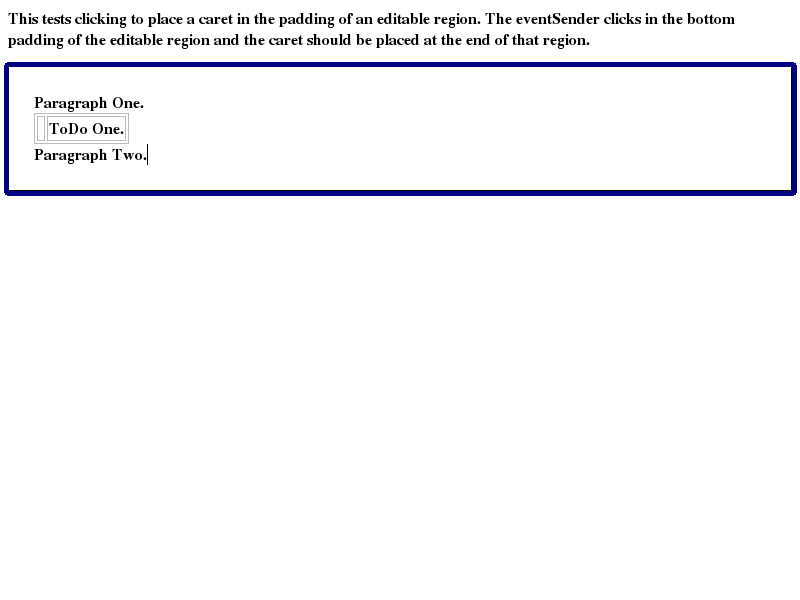 This tests clicking to place a caret in the padding of an editable region. The eventSender clicks in the bottom
padding of the editable region and the caret should be placed at the end of that region.
Paragraph One.
ToDo One.
Paragraph Two.